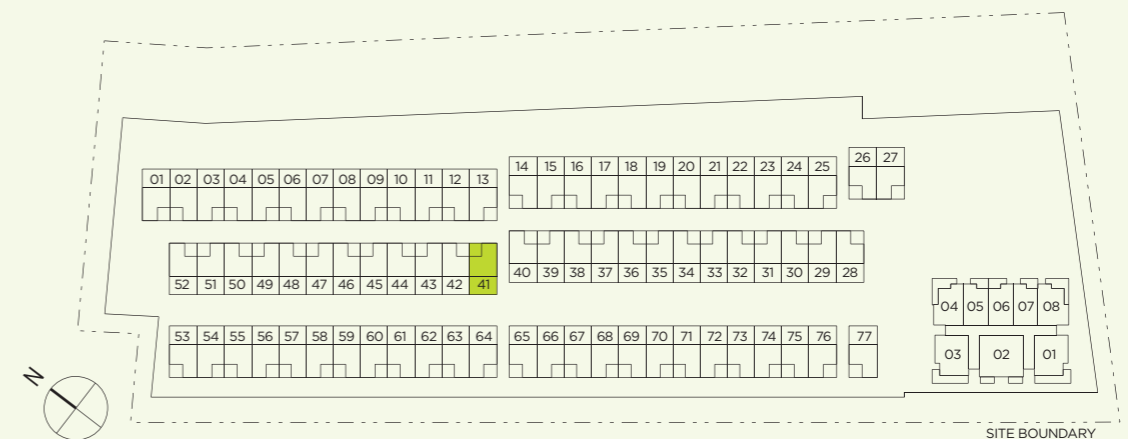 14 15 16 17 18 19 20 21 22 23 24 25 26 27
01 02 03 04 05 06 07 08 09 10 11 12 13
40 39 38 37 36 35 34 33 32 31 30 29 28
52 51 50 49 48 47 46 45 44 43 42 41
04 05 06 07 08
53 54 55 56 57 58 59 60 61 62 63 64 65 66 67 68 69 70 71 72 73 74 75 76 77
03 02 01
N
SITE BOUNDARY